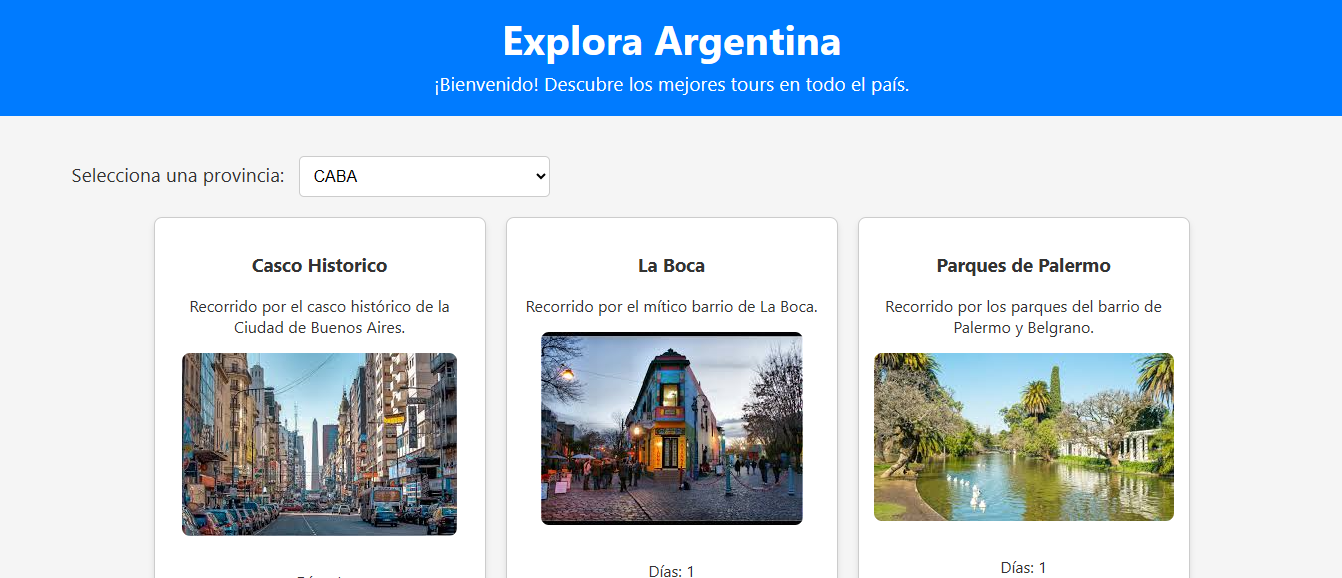 Explora Argentina
¡Bienvenido! Descubre los mejores tours en todo el país.
Selecciona una provincia:
CABA
Casco Historico
Recorrido por el casco histórico de la
Ciudad de Buenos Aires.
La Boca
Recorrido por el mítico barrio de La Boca.
Días: 1
Parques de Palermo
Recorrido por los parques del barrio de
Palermo y Belgrano.
Días: 1